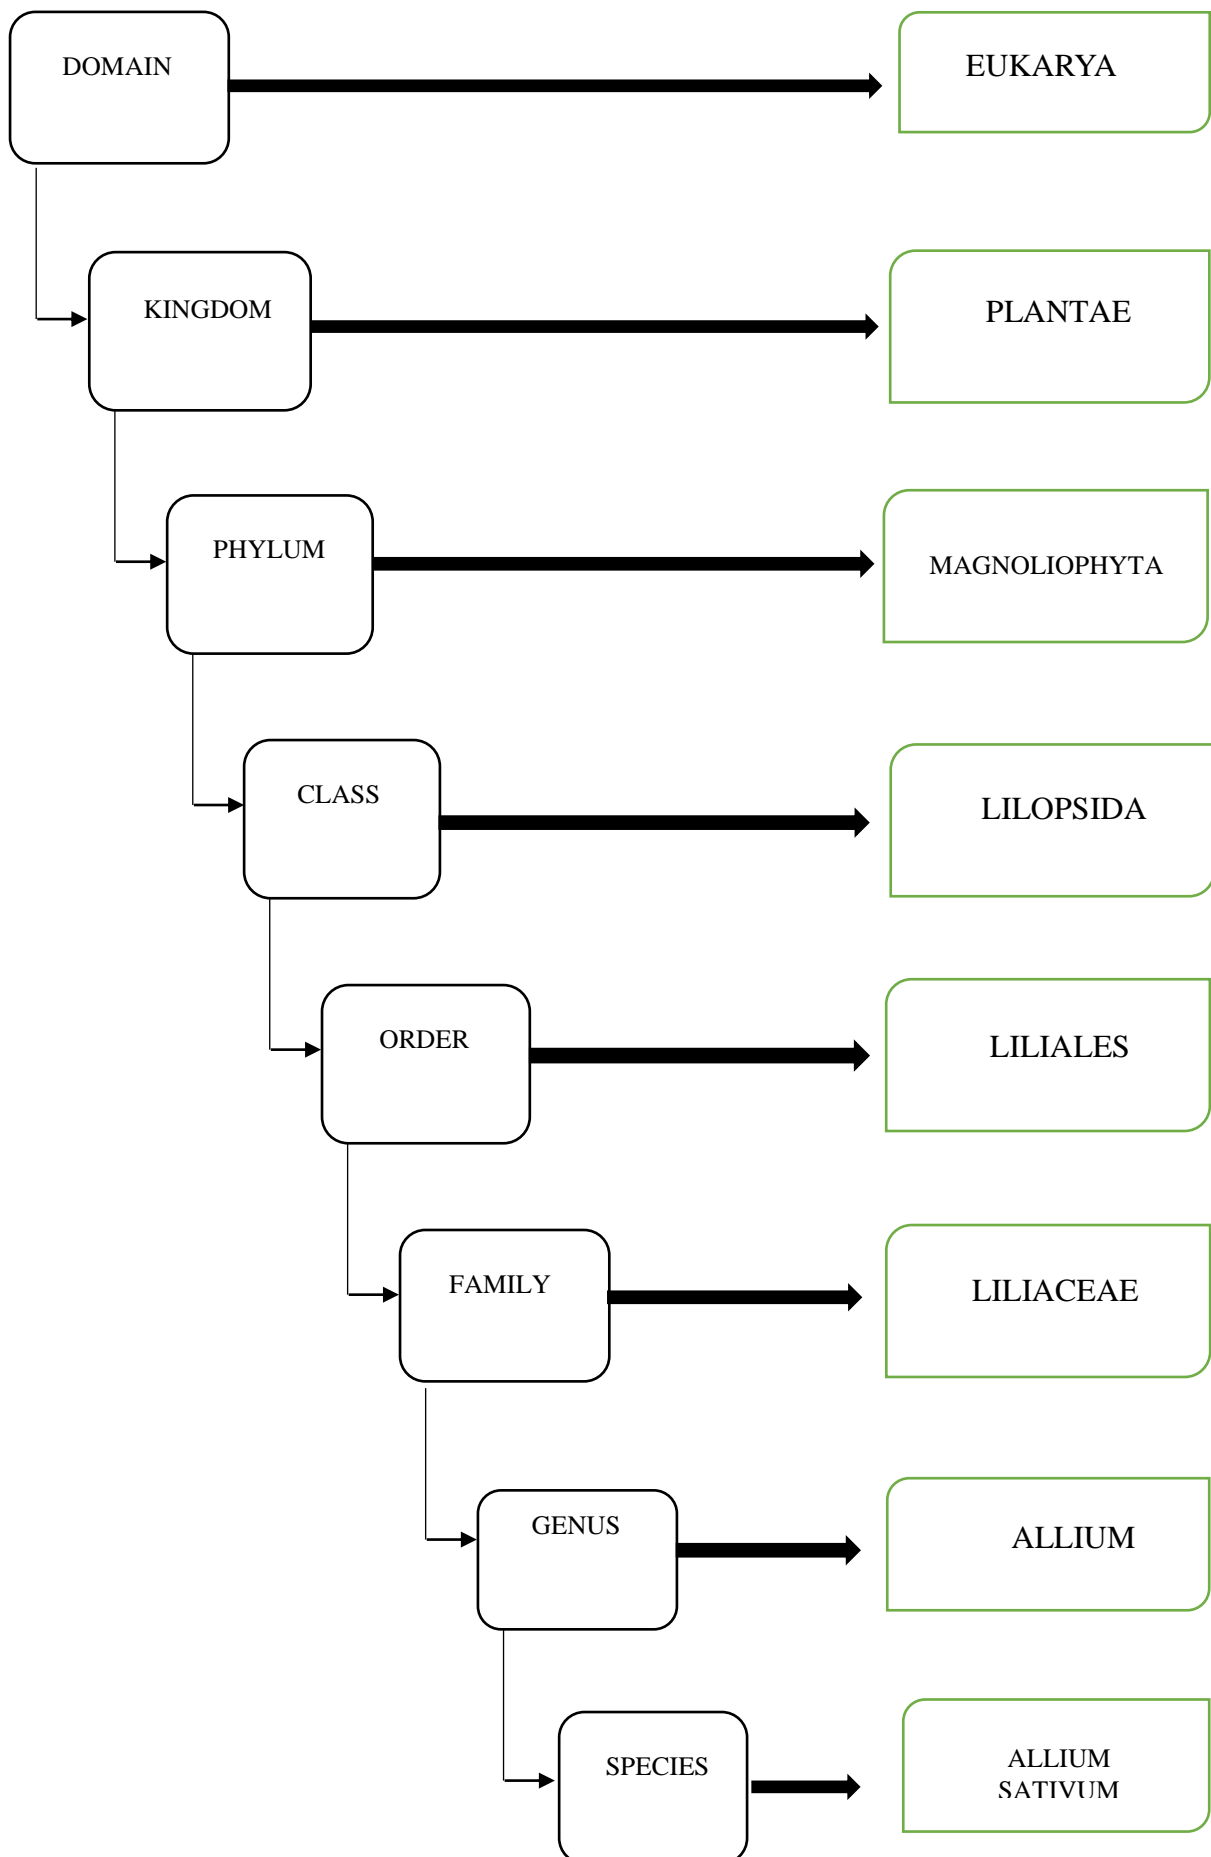 DOMAIN
EUKARYA
KINGDOM
PLANTAE
PHYLUM
MAGNOLIOPHYTA
CLASS
LILOPSIDA
ORDER
LILIALES
FAMILY
LILIACEAE
GENUS
ALLIUM
SPECIES
ALLIUM
SATIVUM